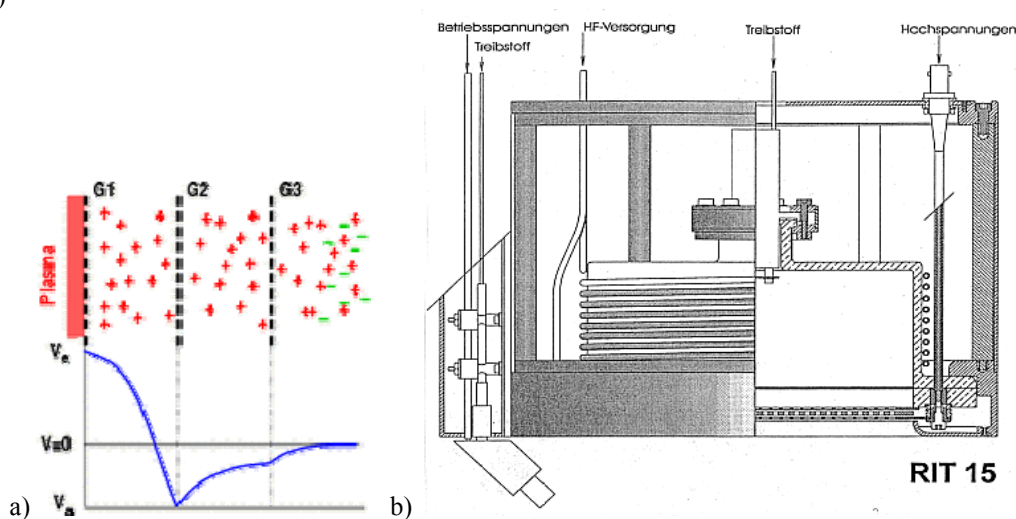 G1 G2 G3
Plasma
Vₑ
V=0
Vₐ
a)
Betriebsspannungen HF-Versorgung Treibstoff Hochspannungen
Treibstoff
RIT 15
b)